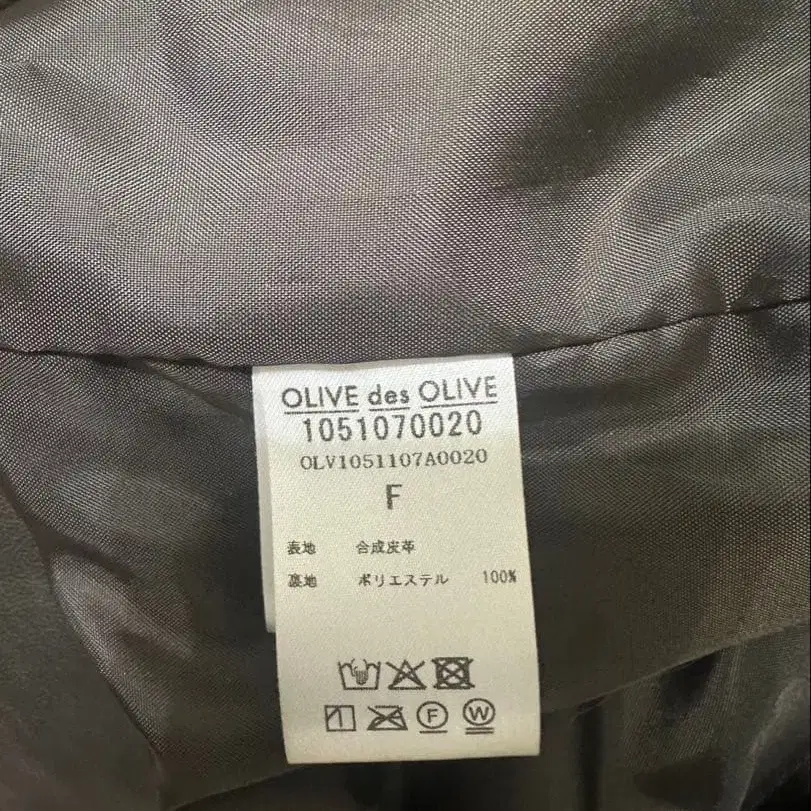 OLIVE des OLIVE
1051070020
OLV1051107A0020
F
表地 合成皮革
裏地 ポリエステル 100%
F W